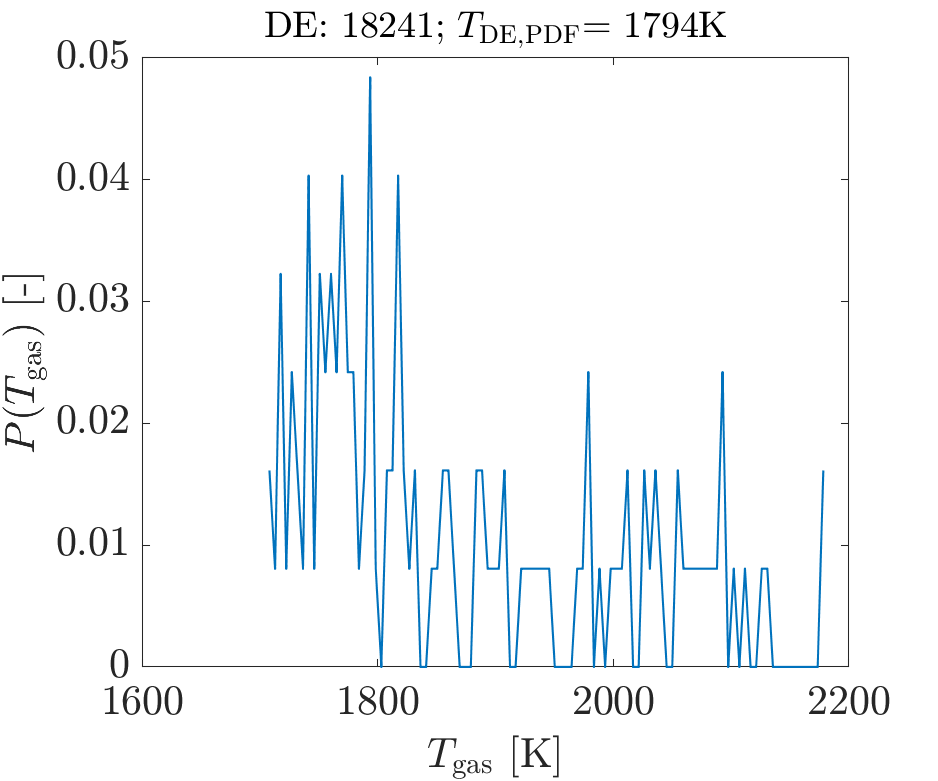 DE: 18241; T_DE,PDF= 1794K
0.05
0.04
0.03
0.02
0.01
0
P(T_gas) [-]
1600 1800 2000 2200
T_gas [K]